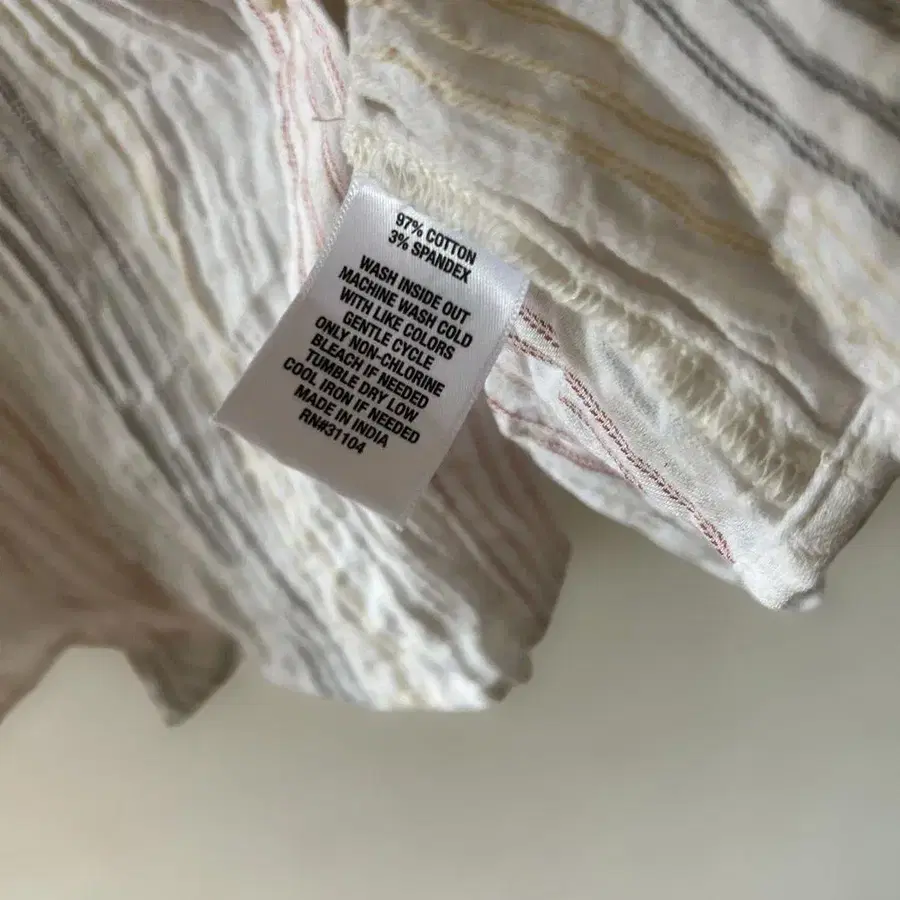 97% COTTON
3% SPANDEX
WASH INSIDE OUT
MACHINE WASH COLD
WITH LIKE COLORS
GENTLE CYCLE
ONLY NON-CHLORINE
BLEACH IF NEEDED
TUMBLE DRY LOW
COOL IRON IF NEEDED
MADE IN INDIA
RN#31104